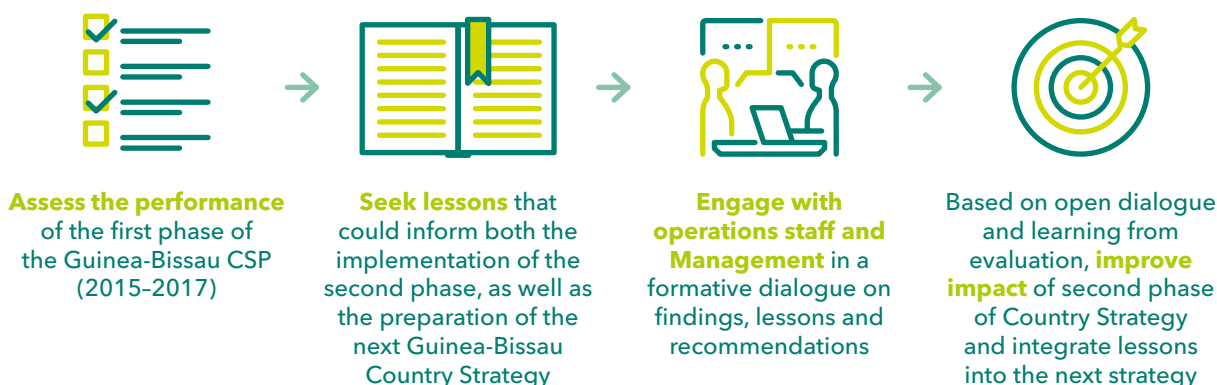 Assess the performance
of the first phase of
the Guinea-Bissau CSP
(2015–2017)
Seek lessons that
could inform both the
implementation of the
second phase, as well as
the preparation of the
next Guinea-Bissau
Country Strategy
Engage with
operations staff and
Management in a
formative dialogue on
findings, lessons and
recommendations
Based on open dialogue
and learning from
evaluation, improve
impact of second phase
of Country Strategy
and integrate lessons
into the next strategy